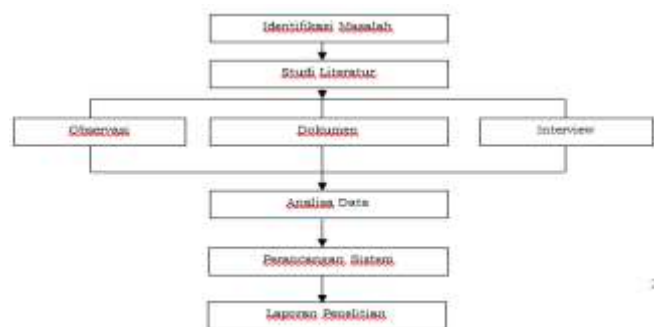 Identifikasi Masalah
Studi Literatur
Observasi
Dokumen
Interview
Analisa Data
Perancangan Sistem
Laporan Penelitian